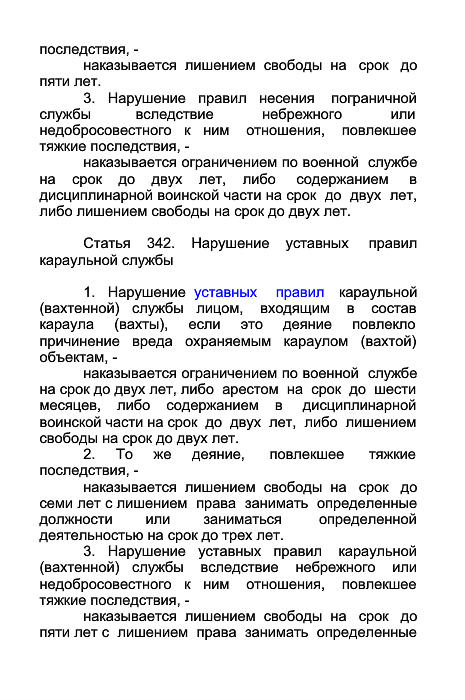 последствия, -
наказывается лишением свободы на срок до
пяти лет.
3. Нарушение правил несения пограничной
службы вследствие небрежного или
недобросовестного к ним отношения, повлекшее
тяжкие последствия, -
наказывается ограничением по военной службе
на срок до двух лет, либо содержанием в
дисциплинарной воинской части на срок до двух лет,
либо лишением свободы на срок до двух лет.
Статья 342. Нарушение уставных правил
караульной службы
1. Нарушение уставных правил караульной
(вахтенной) службы лицом, входящим в состав
караула (вахты), если это деяние повлекло
причинение вреда охраняемым караулом (вахтой)
объектам, -
наказывается ограничением по военной службе
на срок до двух лет, либо арестом на срок до шести
месяцев, либо содержанием в дисциплинарной
воинской части на срок до двух лет, либо лишением
свободы на срок до двух лет.
2. То же деяние, повлекшее тяжкие
последствия, -
наказывается лишением свободы на срок до
семи лет с лишением права занимать определенные
должности или заниматься определенной
деятельностью на срок до трех лет.
3. Нарушение уставных правил караульной
(вахтенной) службы вследствие небрежного или
недобросовестного к ним отношения, повлекшее
тяжкие последствия, -
наказывается лишением свободы на срок до
пяти лет с лишением права занимать определенные